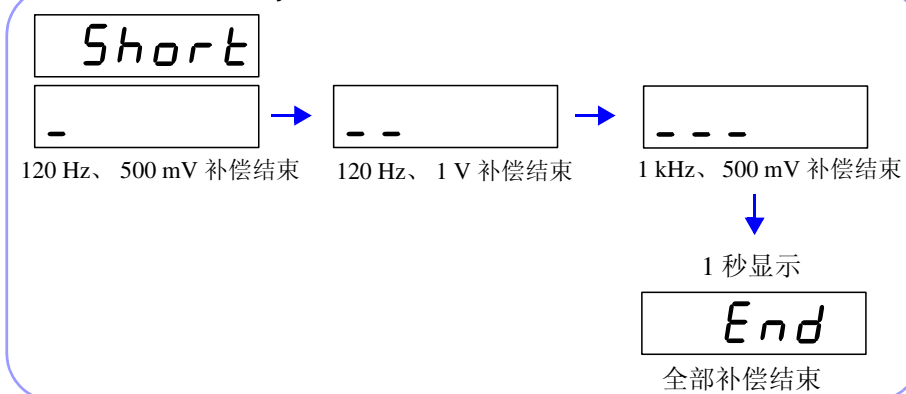 Short
_
_ _
_ _ _
120 Hz、 500 mV 补偿结束
120 Hz、 1 V 补偿结束
1 kHz、 500 mV 补偿结束
1 秒显示
End
全部补偿结束